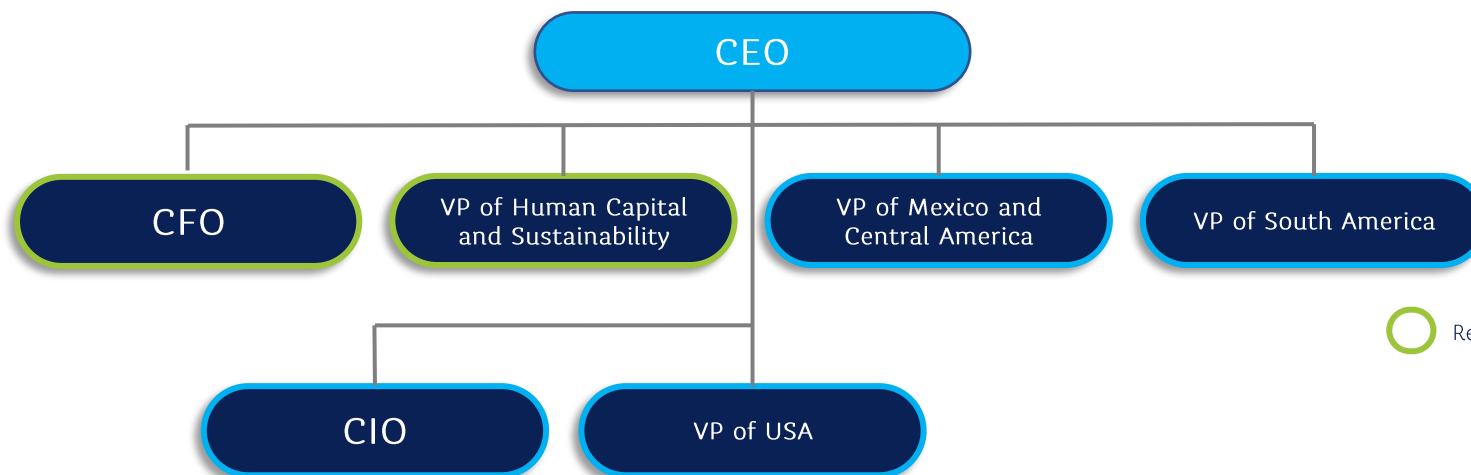 CEO
CFO
VP of Human Capital
and Sustainability
VP of Mexico and
Central America
VP of South America
CIO
VP of USA